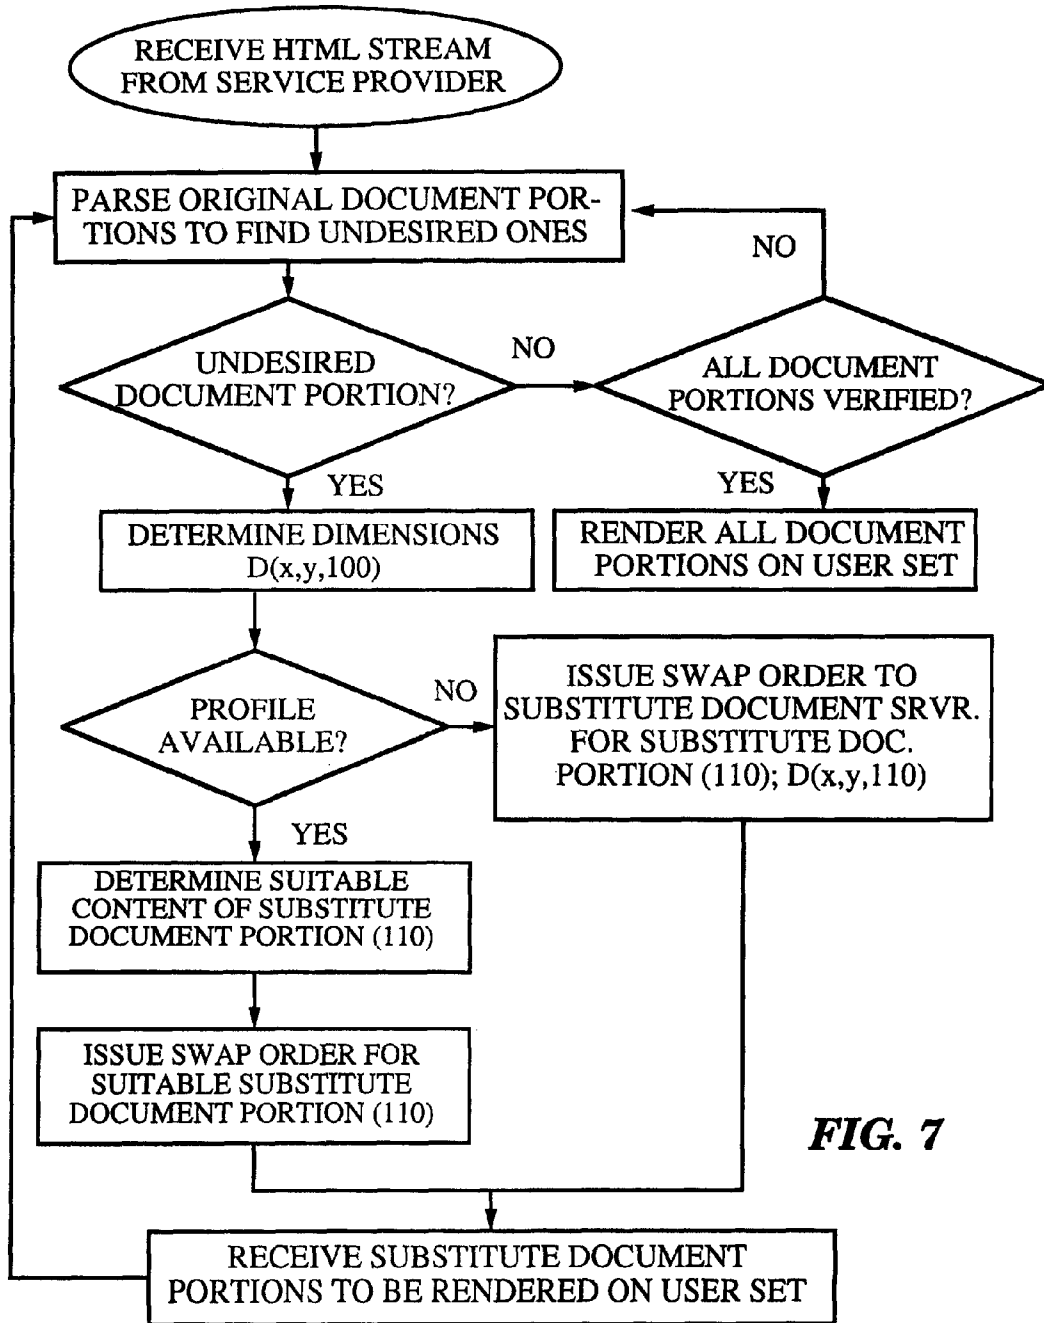 RECEIVE HTML STREAM
FROM SERVICE PROVIDER
PARSE ORIGINAL DOCUMENT POR-
TIONS TO FIND UNDESIRED ONES
NO
UNDESIRED
DOCUMENT PORTION?
NO
ALL DOCUMENT
PORTIONS VERIFIED?
YES
YES
DETERMINE DIMENSIONS
D(x,y,100)
RENDER ALL DOCUMENT
PORTIONS ON USER SET
PROFILE
AVAILABLE?
NO
ISSUE SWAP ORDER TO
SUBSTITUTE DOCUMENT SRVR.
FOR SUBSTITUTE DOC.
PORTION (110); D(x,y,110)
YES
DETERMINE SUITABLE
CONTENT OF SUBSTITUTE
DOCUMENT PORTION (110)
ISSUE SWAP ORDER FOR
SUITABLE SUBSTITUTE
DOCUMENT PORTION (110)
FIG. 7
RECEIVE SUBSTITUTE DOCUMENT
PORTIONS TO BE RENDERED ON USER SET